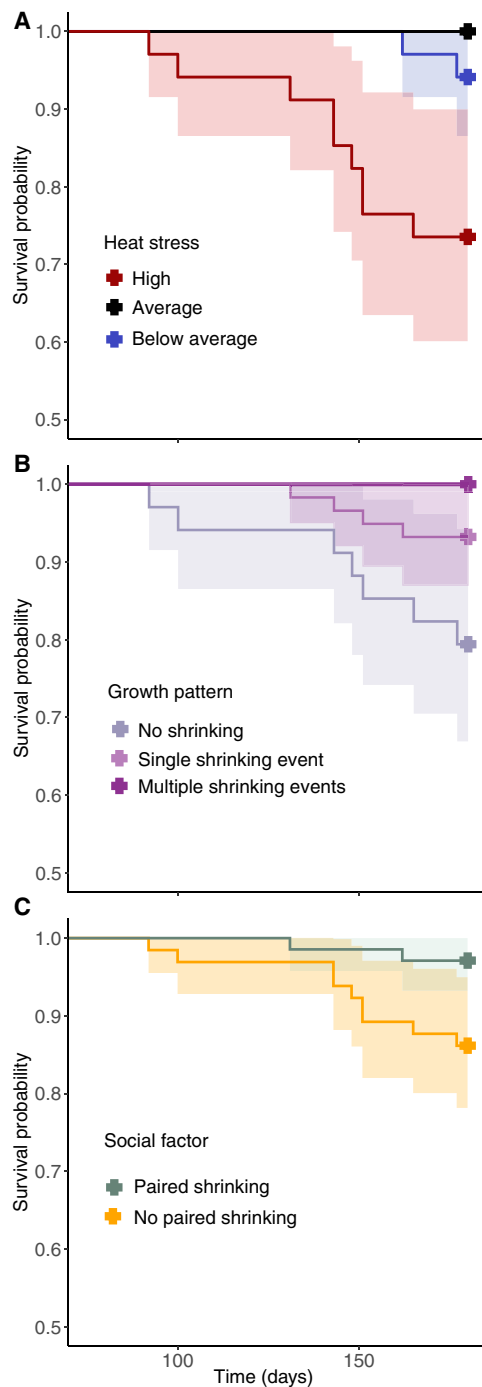 A
1.0
0.9
0.8
0.7
0.6
0.5
Survival probability
Heat stress
High
Average
Below average
B
1.0
0.9
0.8
0.7
0.6
0.5
Survival probability
Growth pattern
No shrinking
Single shrinking event
Multiple shrinking events
C
1.0
0.9
0.8
0.7
0.6
0.5
Survival probability
Social factor
Paired shrinking
No paired shrinking
100 150
Time (days)